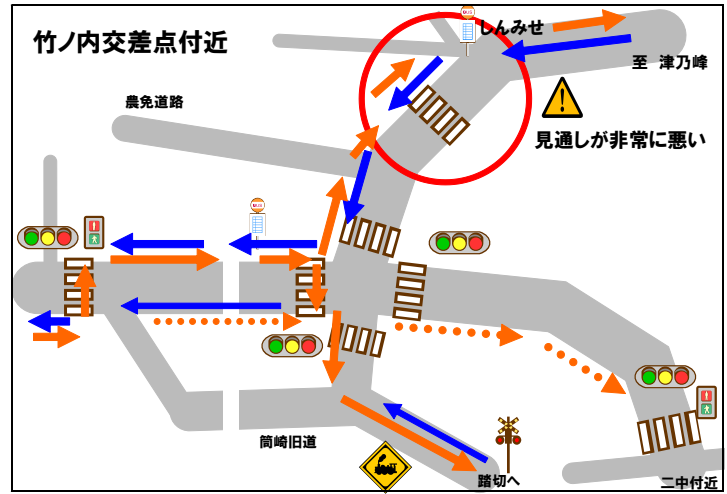 竹ノ内交差点付近
しんみせ
至 津乃峰
農免道路
見通しが非常に悪い
筒崎旧道
踏切へ
二中付近